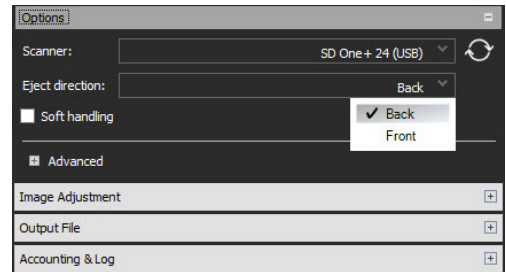 Options
Scanner: SD One+ 24 (USB)
Eject direction: Back
Soft handling
Back
Front
Advanced
Image Adjustment
Output File
Accounting & Log